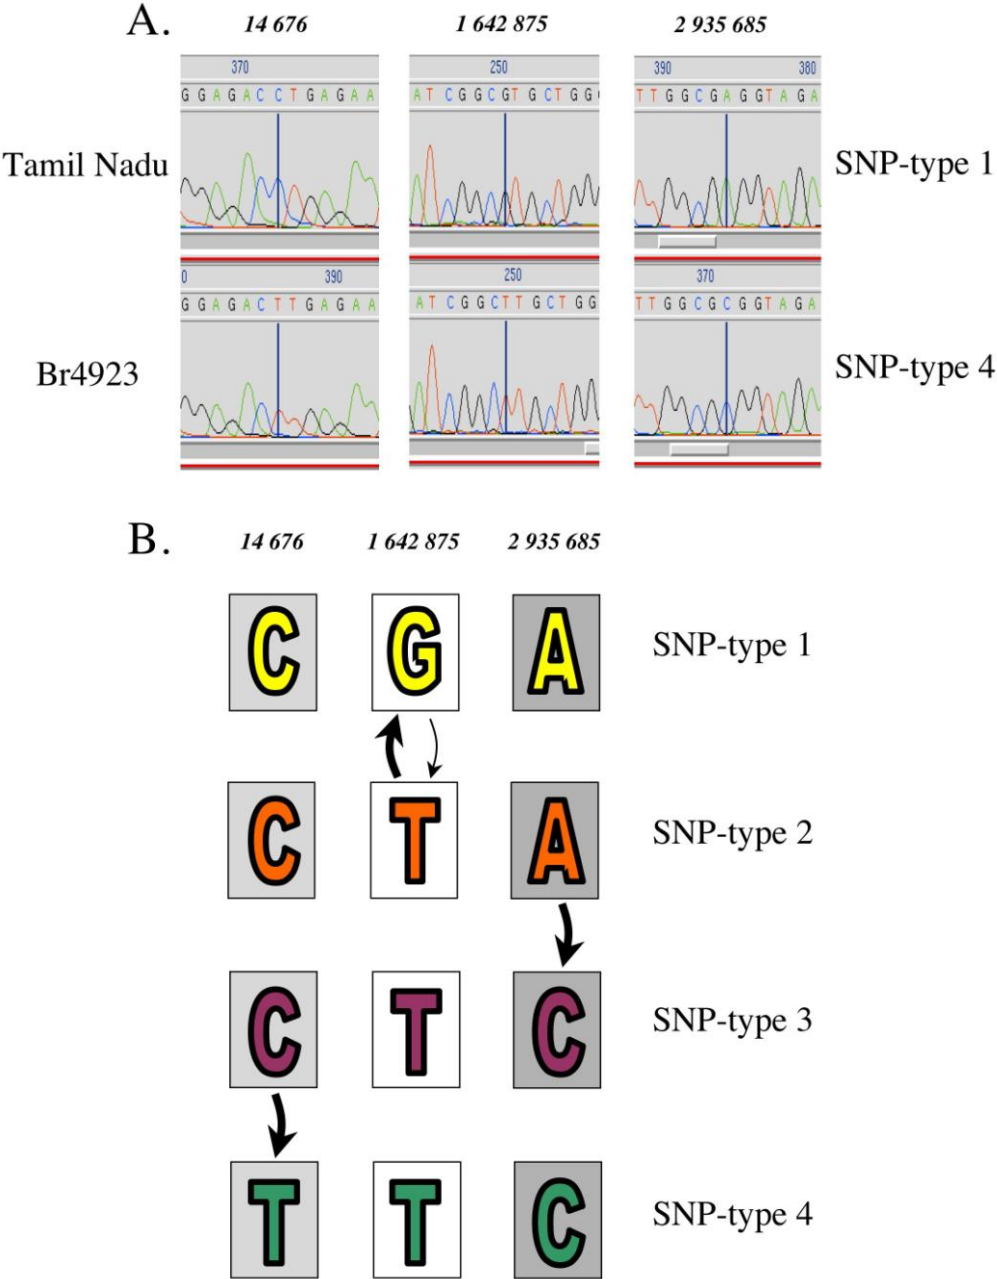 A.
14 676 1 642 875 2 935 685
370 250 390 380
G G A G A C C T G A G A A A T C G G C G T G C T G G T T G G C G A G G T A G A
Tamil Nadu SNP-type 1
0 390 250 370
G G A G A C T T G A G A A A T C G G C T T G C T G G T T G G C G C G G T A G A
Br4923 SNP-type 4
B.
14 676 1 642 875 2 935 685
C G A SNP-type 1
C T A SNP-type 2
C T C SNP-type 3
T T C SNP-type 4